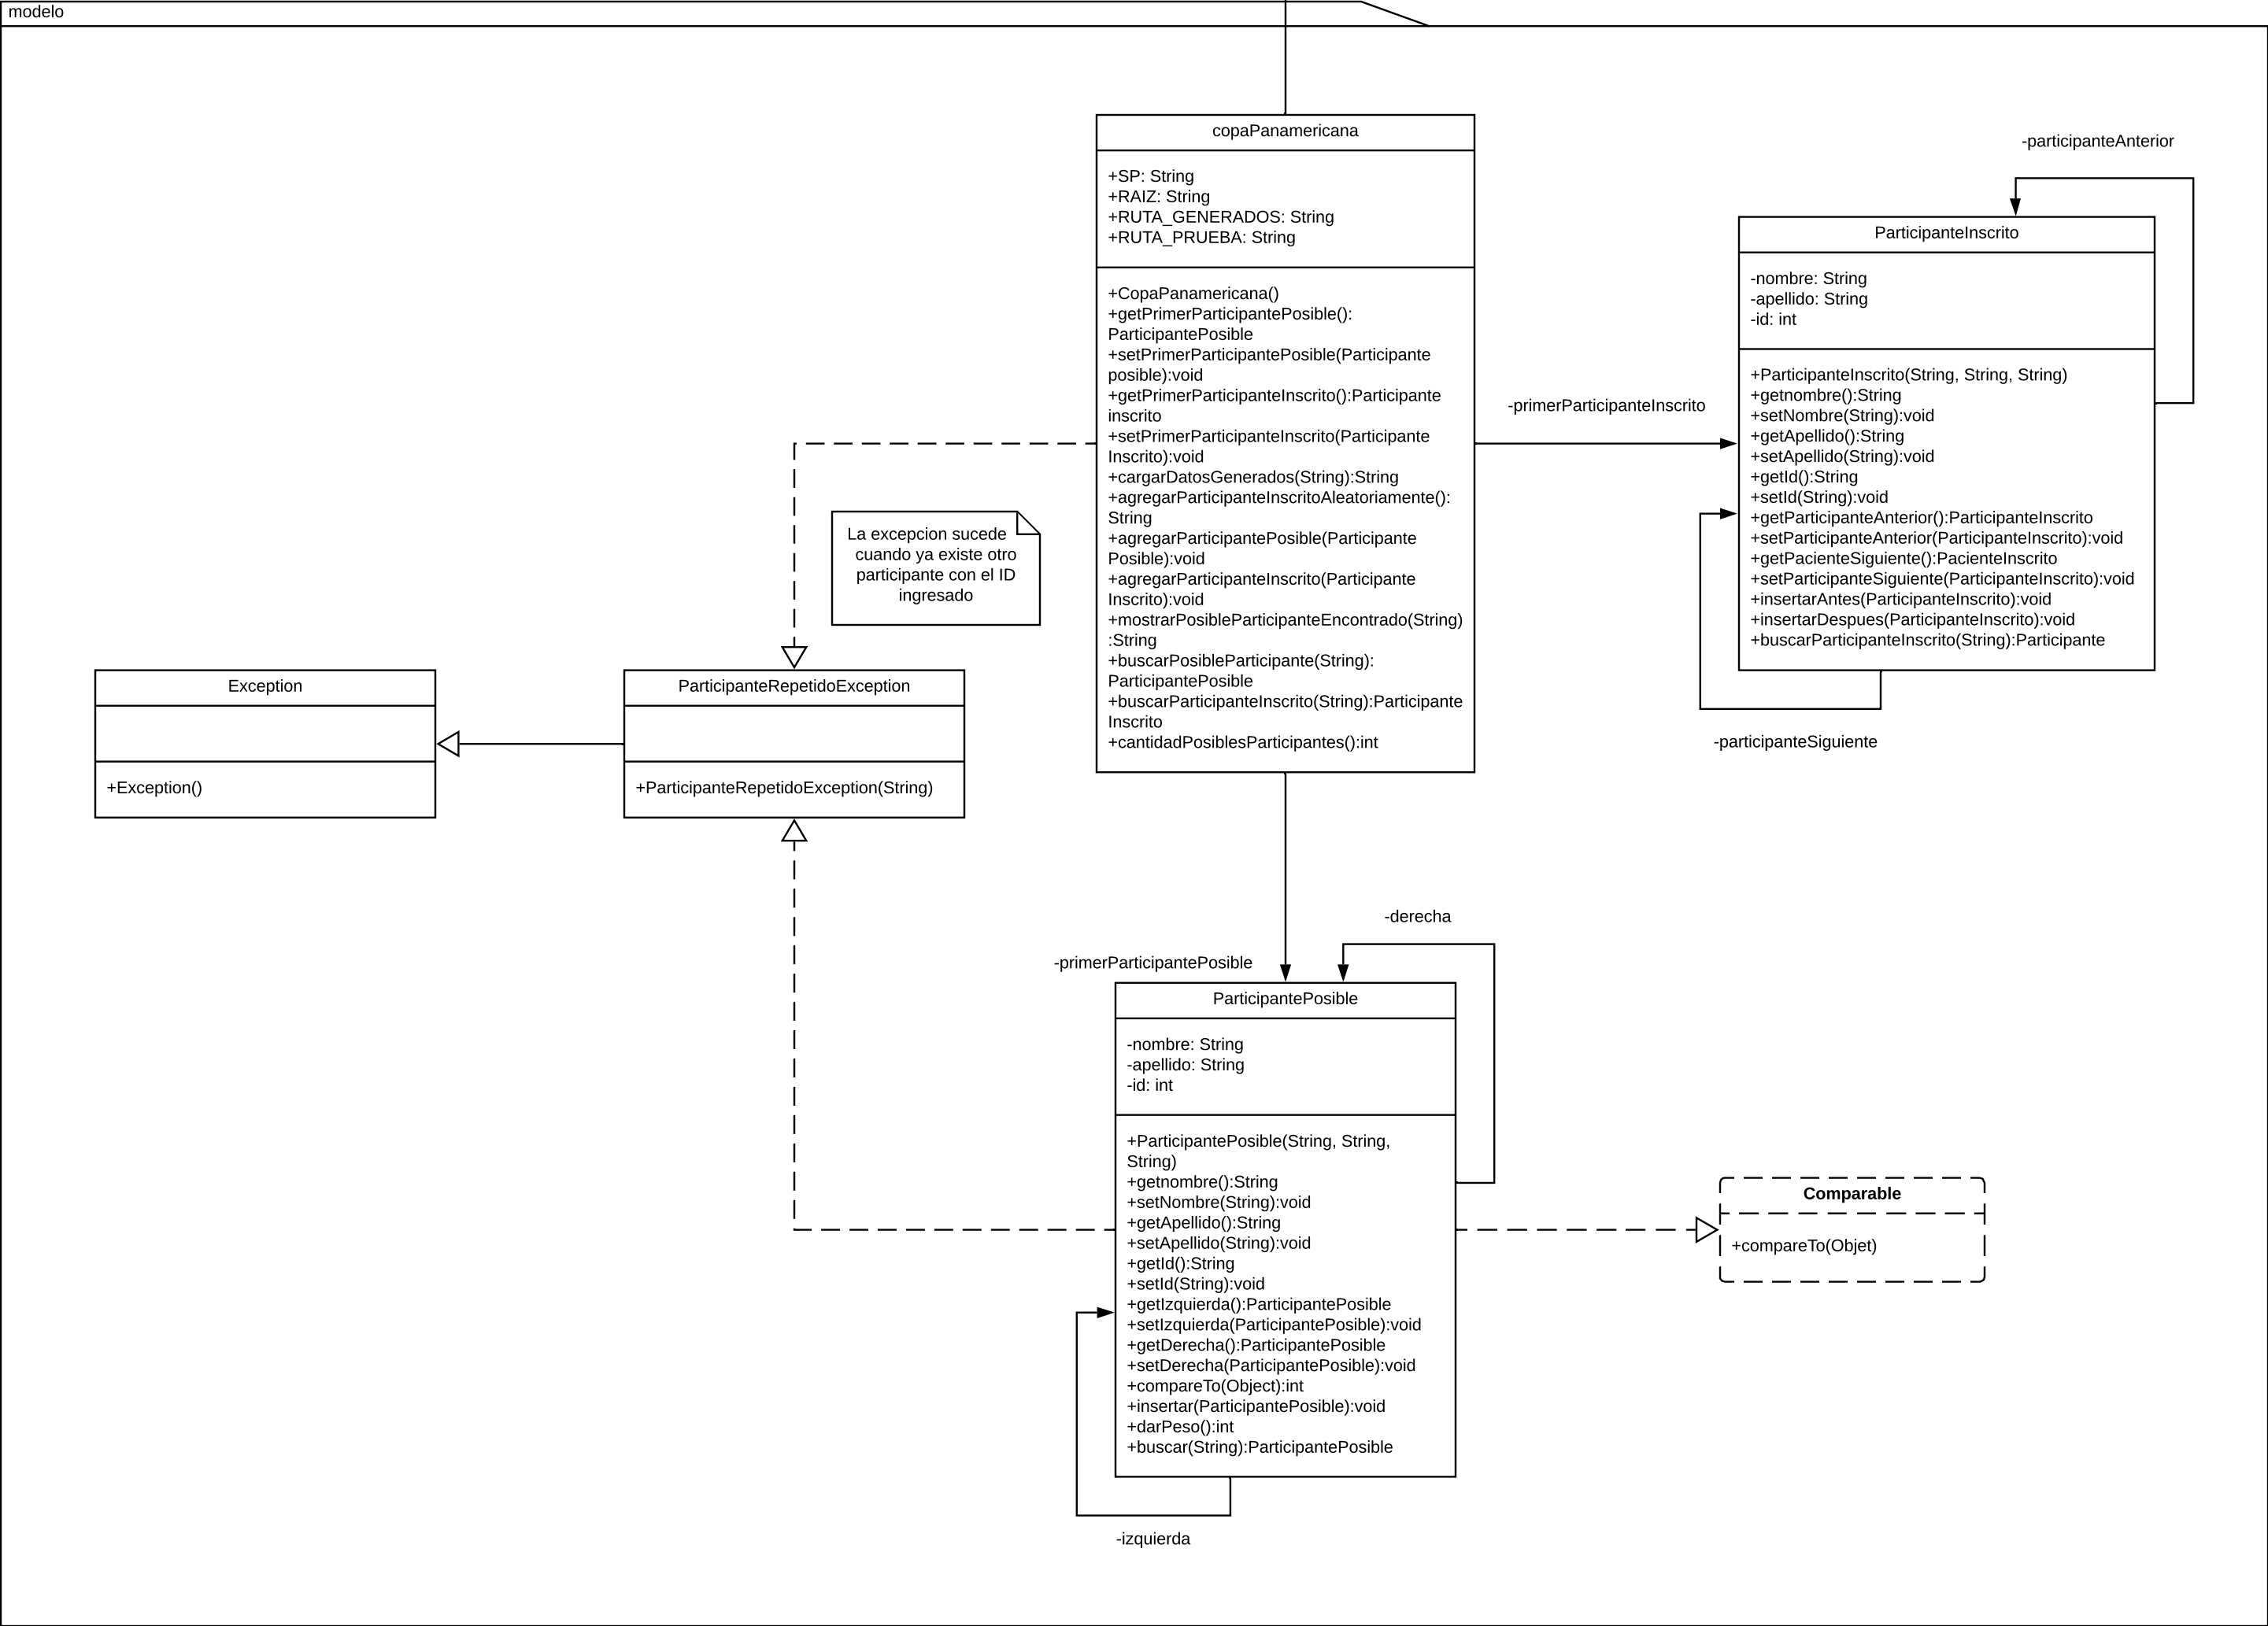 modelo
copaPanamericana
+SP: String
+RAIZ: String
+RUTA_GENERADOS: String
+RUTA_PRUEBA: String
+CopaPanamericana()
+getPrimerParticipantePosible():
ParticipantePosible
+setPrimerParticipantePosible(Participante
posible):void
+getPrimerParticipanteInscrito():Participante
inscrito
+setPrimerParticipanteInscrito(Participante
Inscrito):void
+cargarDatosGenerados(String):String
+agregarParticipanteInscritoAleatoriamente():
String
+agregarParticipantePosible(Participante
Posible):void
+agregarParticipanteInscrito(Participante
Inscrito):void
+mostrarPosibleParticipanteEncontrado(String)
:String
+buscarPosibleParticipante(String):
ParticipantePosible
+buscarParticipanteInscrito(String):Participante
Inscrito
+cantidadPosiblesParticipantes():int
-participanteAnterior
ParticipanteInscrito
-nombre: String
-apellido: String
-id: int
+ParticipanteInscrito(String, String, String)
+getnombre():String
+setNombre(String):void
+getApellido():String
+setApellido(String):void
+getId():String
+setId(String):void
+getParticipanteAnterior():ParticipanteInscrito
+setParticipanteAnterior(ParticipanteInscrito):void
+getPacienteSiguiente():PacienteInscrito
+setParticipanteSiguiente(ParticipanteInscrito):void
+insertarAntes(ParticipanteInscrito):void
+insertarDespues(ParticipanteInscrito):void
+buscarParticipanteInscrito(String):Participante
-primerParticipanteInscrito
-participanteSiguiente
La excepcion sucede
cuando ya existe otro
participante con el ID
ingresado
Exception
+Exception()
ParticipanteRepetidoException
+ParticipanteRepetidoException(String)
-derecha
-primerParticipantePosible
ParticipantePosible
-nombre: String
-apellido: String
-id: int
+ParticipantePosible(String, String,
String)
+getnombre():String
+setNombre(String):void
+getApellido():String
+setApellido(String):void
+getId():String
+setId(String):void
+getIzquierda():ParticipantePosible
+setIzquierda(ParticipantePosible):void
+getDerecha():ParticipantePosible
+setDerecha(ParticipantePosible):void
+compareTo(Object):int
+insertar(ParticipantePosible):void
+darPeso():int
+buscar(String):ParticipantePosible
-izquierda
Comparable
+compareTo(Objet)